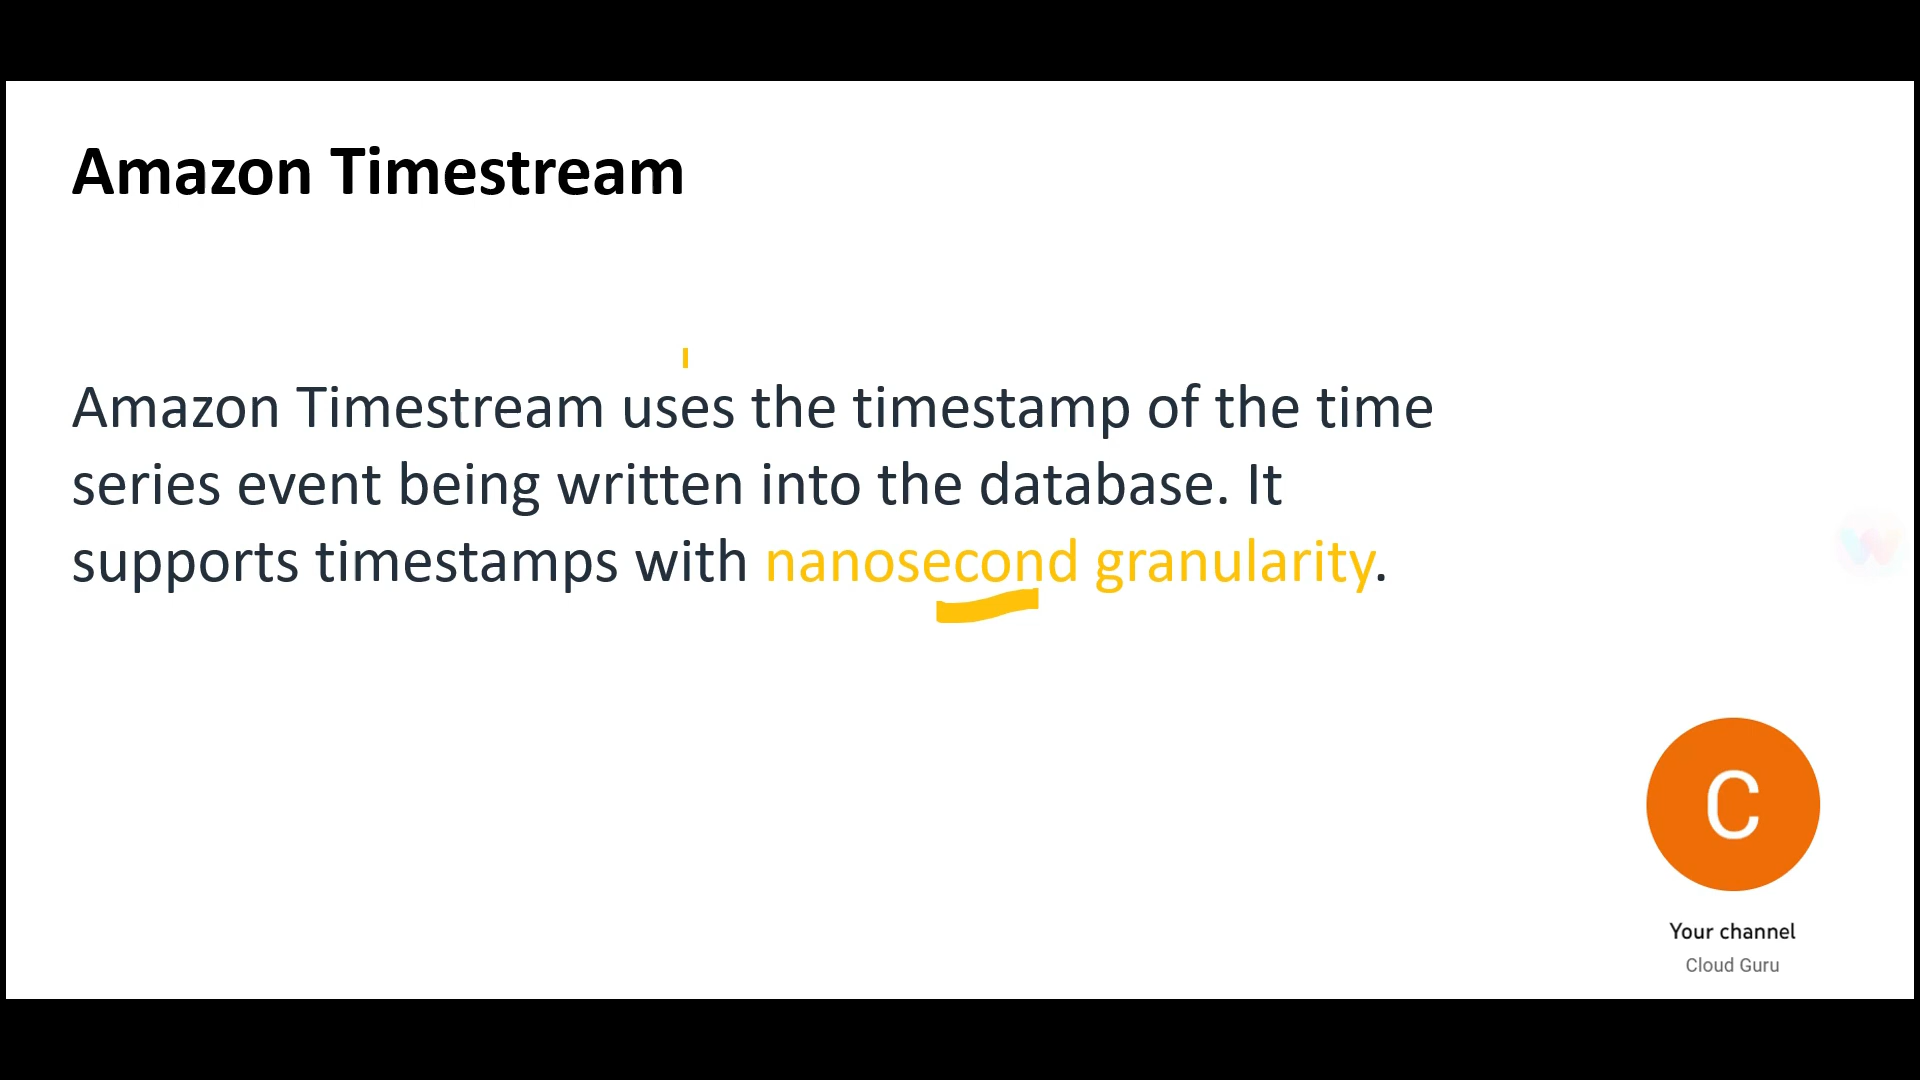 Amazon Timestream
Amazon Timestream uses the timestamp of the time
series event being written into the database. It
supports timestamps with nanosecond granularity.
C
Your channel
Cloud Guru